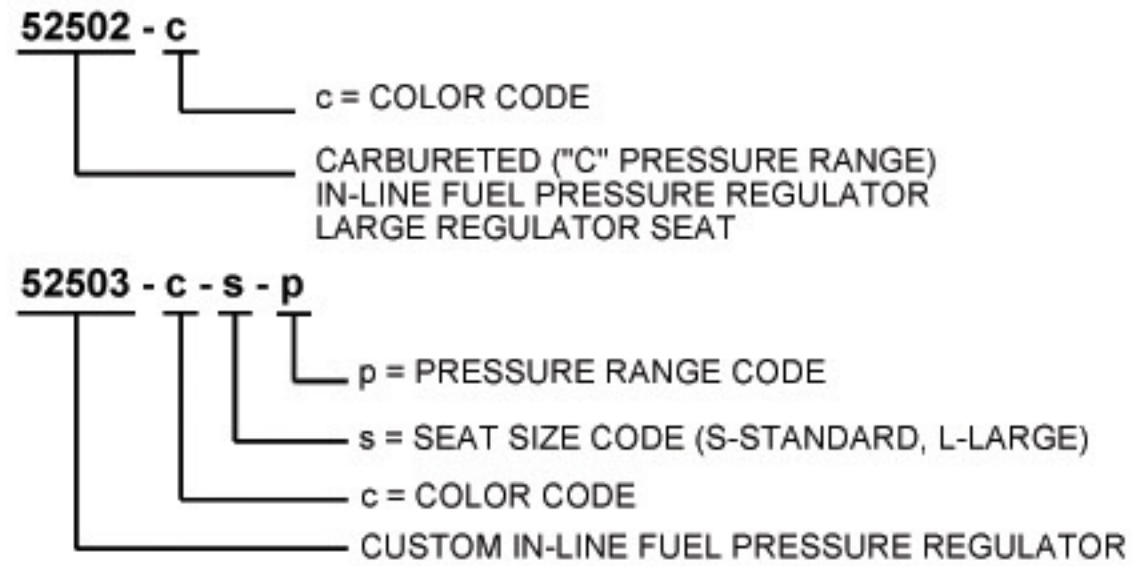 52502 - c
c = COLOR CODE
CARBURETED ("C" PRESSURE RANGE)
IN-LINE FUEL PRESSURE REGULATOR
LARGE REGULATOR SEAT
52503 - c - s - p
p = PRESSURE RANGE CODE
s = SEAT SIZE CODE (S-STANDARD, L-LARGE)
c = COLOR CODE
CUSTOM IN-LINE FUEL PRESSURE REGULATOR